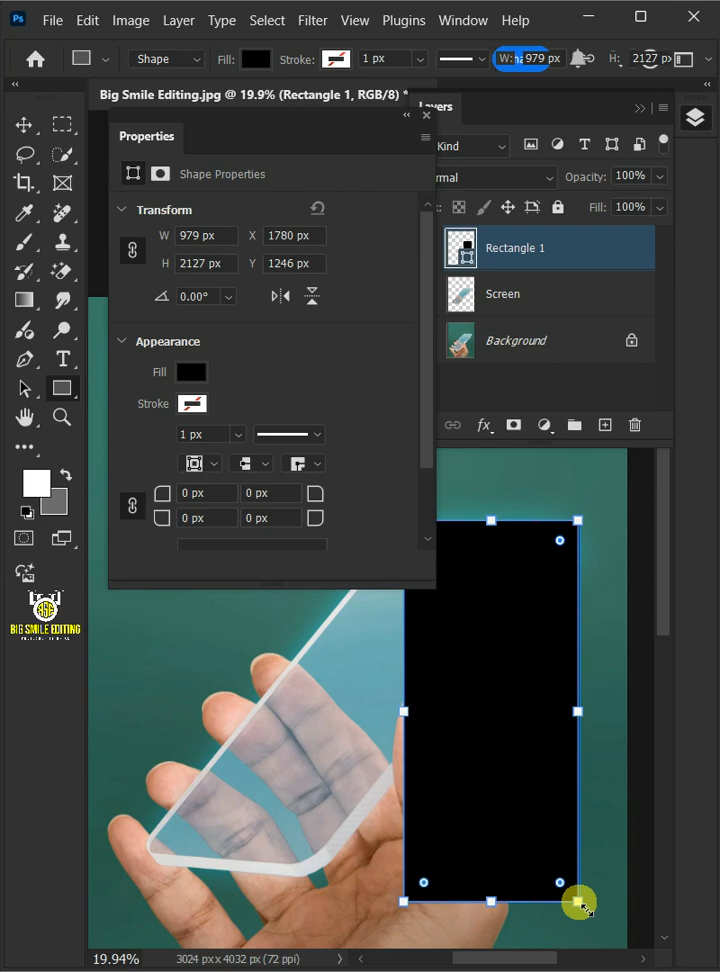 Ps File Edit Image Layer Type Select Filter View Plugins Window Help
Shape Fill: Stroke: 1 px W: 979 px H: 2127 px
Big Smile Editing.jpg @ 19.9% (Rectangle 1, RGB/8) *
Layers
Properties
Kind
Shape Properties
Opacity: 100%
Transform
Fill: 100%
W 979 px X 1780 px
H 2127 px Y 1246 px
Rectangle 1
0.00°
Screen
Appearance
Background
Fill
Stroke
1 px
fx
0 px 0 px
0 px 0 px
BIG SMILE EDITING
19.94% 3024 px x 4032 px (72 ppi)